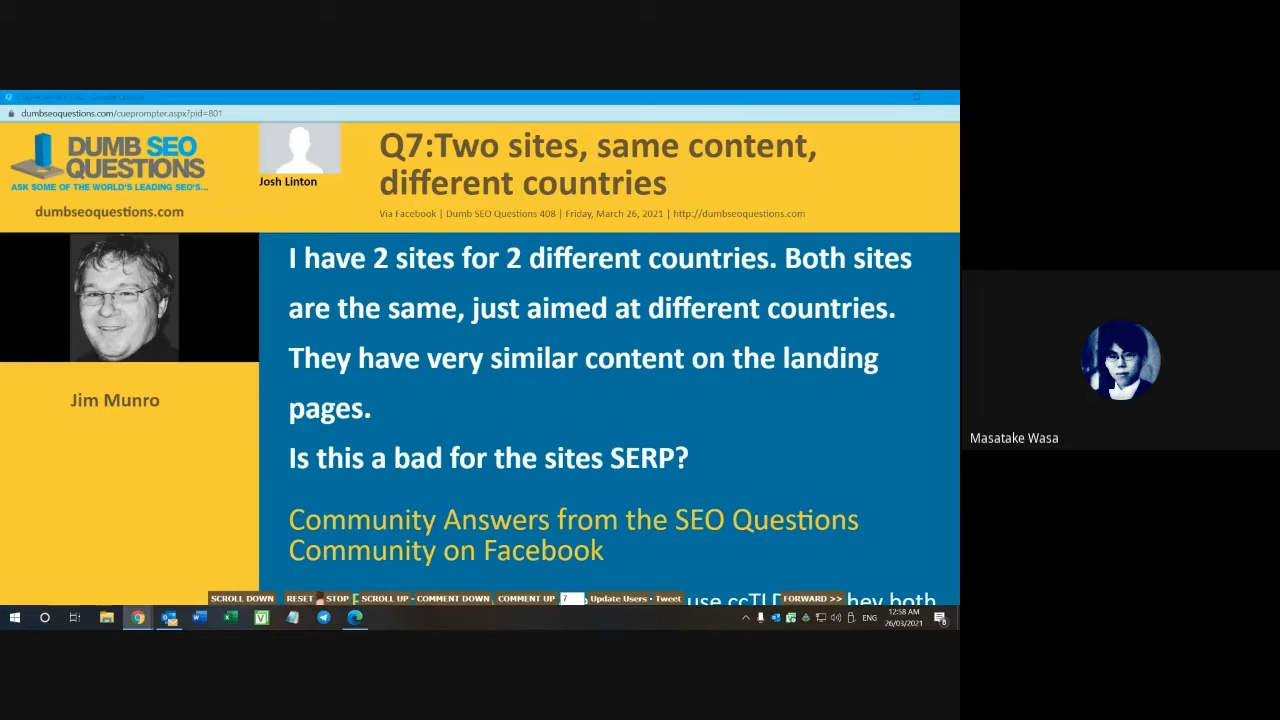 dumbseoquestions.com/cueprompter.aspx?pid=801
DUMB SEO
QUESTIONS
ASK SOME OF THE WORLD'S LEADING SEO'S...
dumbseoquestions.com
Josh Linton
Q7:Two sites, same content,
different countries
Via Facebook | Dumb SEO Questions 408 | Friday, March 26, 2021 | http://dumbseoquestions.com
Jim Munro
I have 2 sites for 2 different countries. Both sites
are the same, just aimed at different countries.
They have very similar content on the landing
pages.
Is this a bad for the sites SERP?
Community Answers from the SEO Questions
Community on Facebook
SCROLL DOWN RESET STOP SCROLL UP - COMMENT DOWN COMMENT UP 7 Update Users • Tweet use FORWARD >> hey both
ENG
12:58 AM
26/03/2021
Masatake Wasa